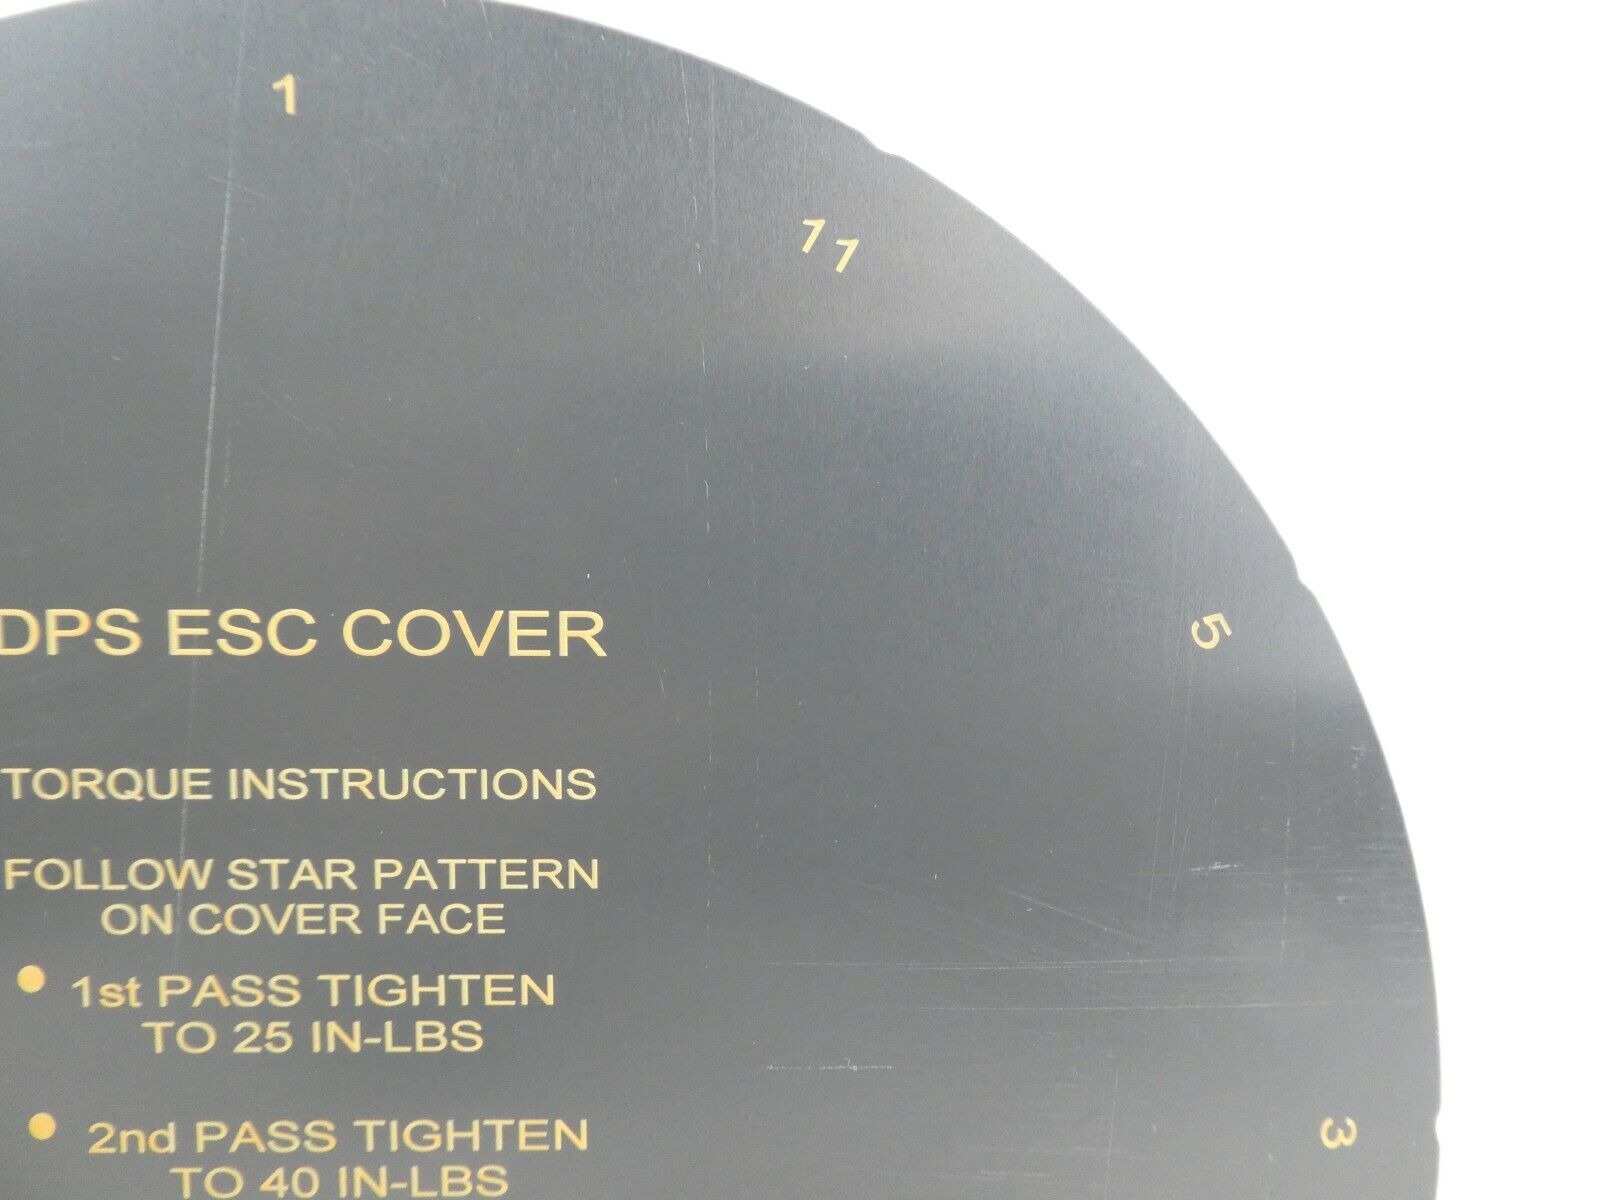 1
11
5
DPS ESC COVER
TORQUE INSTRUCTIONS
FOLLOW STAR PATTERN
ON COVER FACE
• 1st PASS TIGHTEN
TO 25 IN-LBS
• 2nd PASS TIGHTEN
TO 40 IN-LBS
3